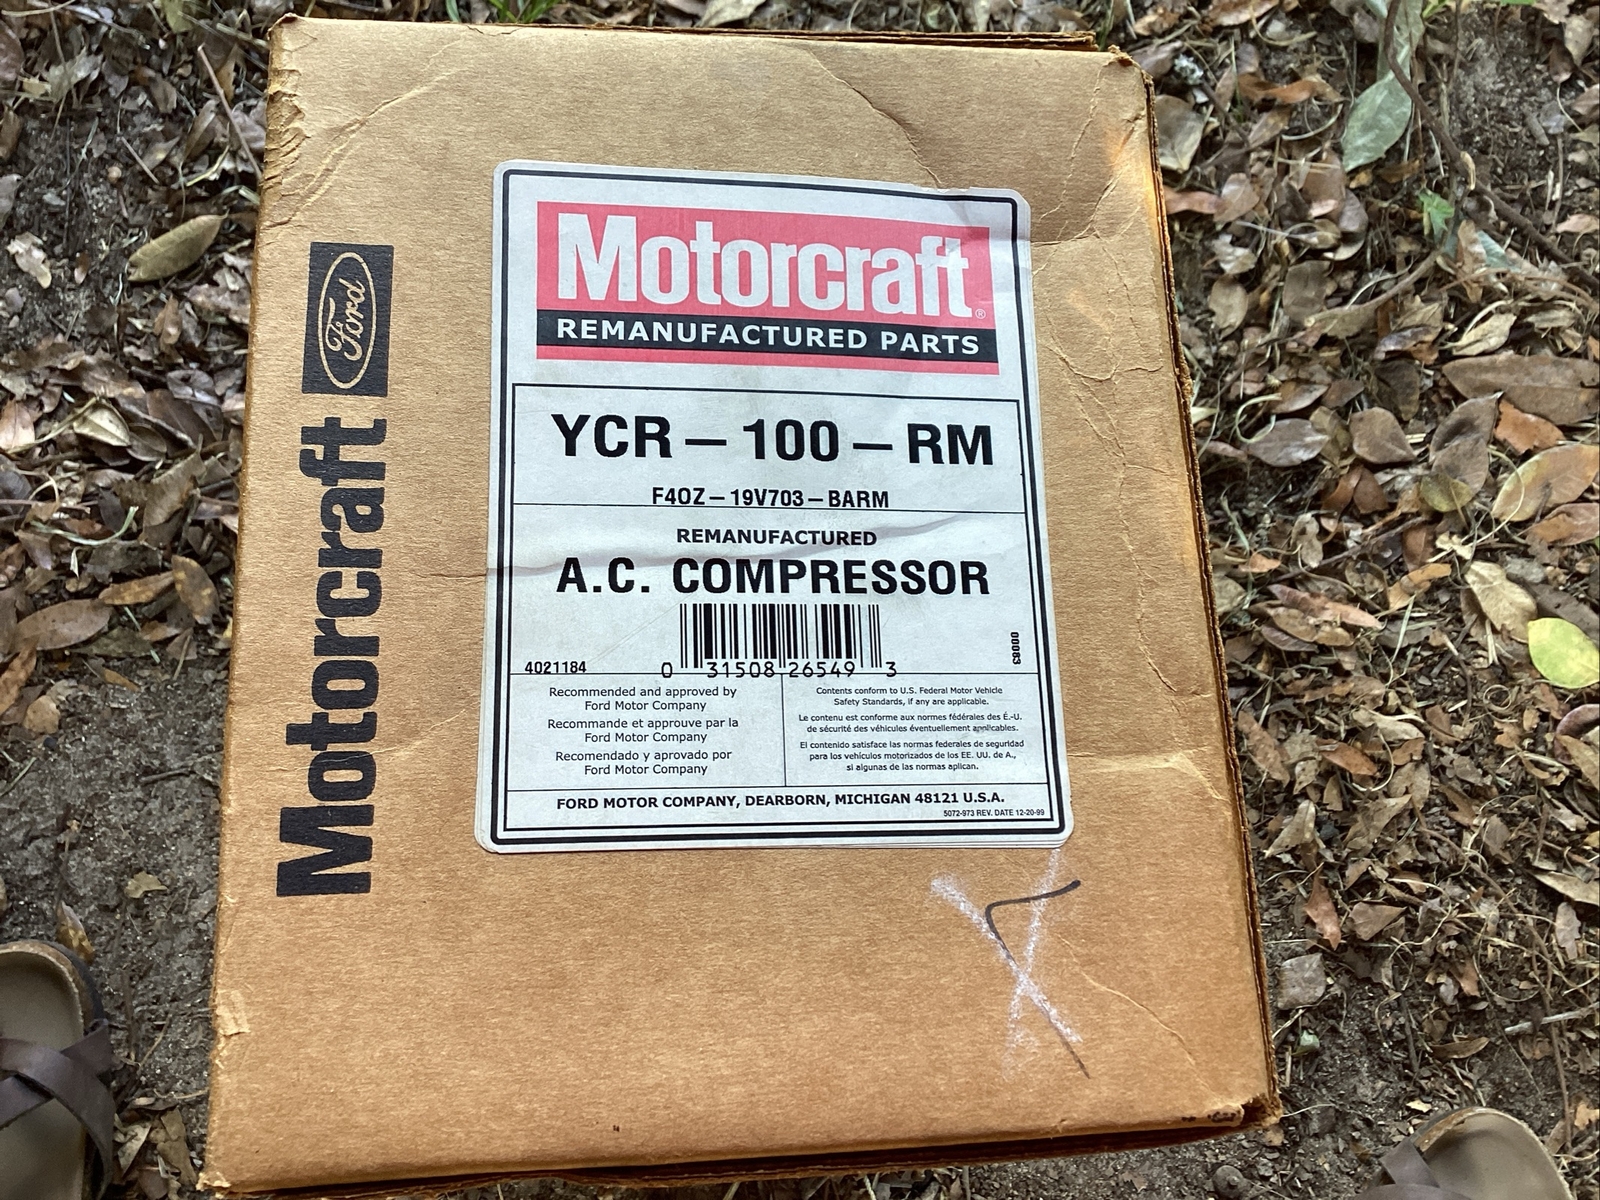 Motorcraft Ford
Motorcraft®
REMANUFACTURED PARTS
YCR – 100 – RM
F4OZ – 19V703 – BARM
REMANUFACTURED
A.C. COMPRESSOR
4021184
0 31508 26549 3
00083
Recommended and approved by
Ford Motor Company
Recommande et approuve par la
Ford Motor Company
Recomendado y aprovado por
Ford Motor Company
Contents conform to U.S. Federal Motor Vehicle
Safety Standards, if any are applicable.
Le contenu est conforme aux normes fédérales des É.-U.
de sécurité des véhicules éventuellement applicables.
El contenido satisface las normas federales de seguridad
para los vehículos motorizados de los EE. UU. de A.,
si algunas de las normas aplican.
FORD MOTOR COMPANY, DEARBORN, MICHIGAN 48121 U.S.A.
5072-973 REV. DATE 12-20-99
X